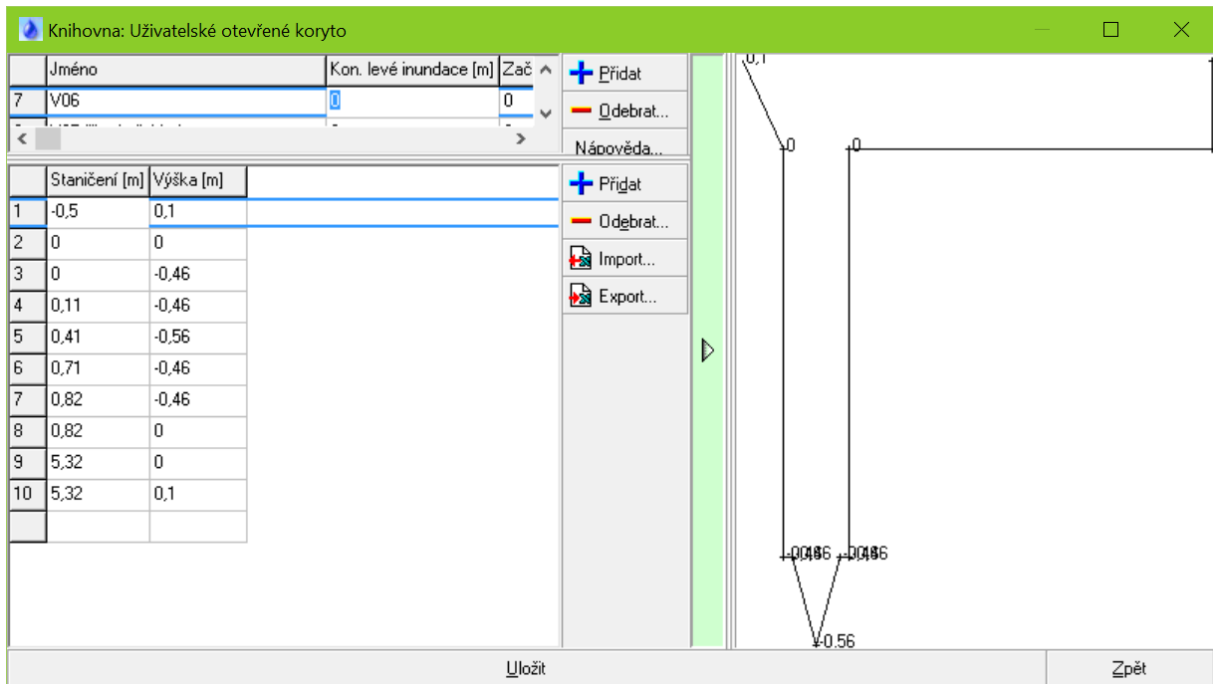 Knihovna: Uživatelské otevřené koryto
Jméno Kon. levé inundace [m] Zač
7 V06 0 0
Přidat
Odebrat...
Nápověda...
Staničení [m] Výška [m]
1 -0,5 0,1
2 0 0
3 0 -0,46
4 0,11 -0,46
5 0,41 -0,56
6 0,71 -0,46
7 0,82 -0,46
8 0,82 0
9 5,32 0
10 5,32 0,1
Přidat
Odebrat...
Import...
Export...
0,1
0 0
-0.56
Uložit Zpět